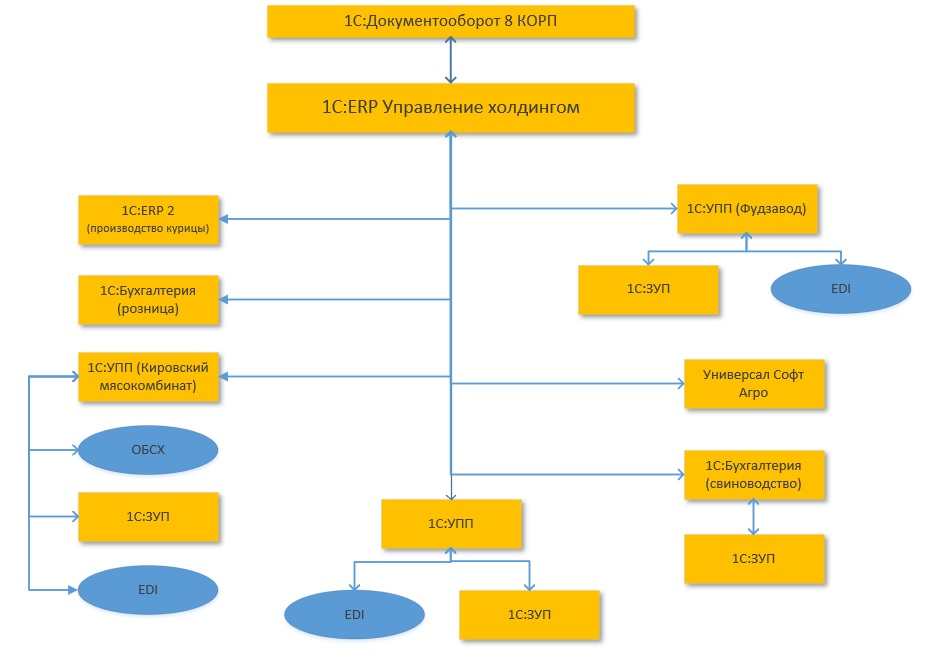 1С:Документооборот 8 КОРП
1С:ERP Управление холдингом
1С:ERP 2
(производство курицы)
1С:УПП (Фудзавод)
1С:ЗУП
EDI
1С:Бухгалтерия
(розница)
1С:УПП (Кировский
мясокомбинат)
Универсал Софт
Агро
ОБСХ
1С:Бухгалтерия
(свиноводство)
1С:ЗУП
1С:УПП
1С:ЗУП
EDI
EDI
1С:ЗУП